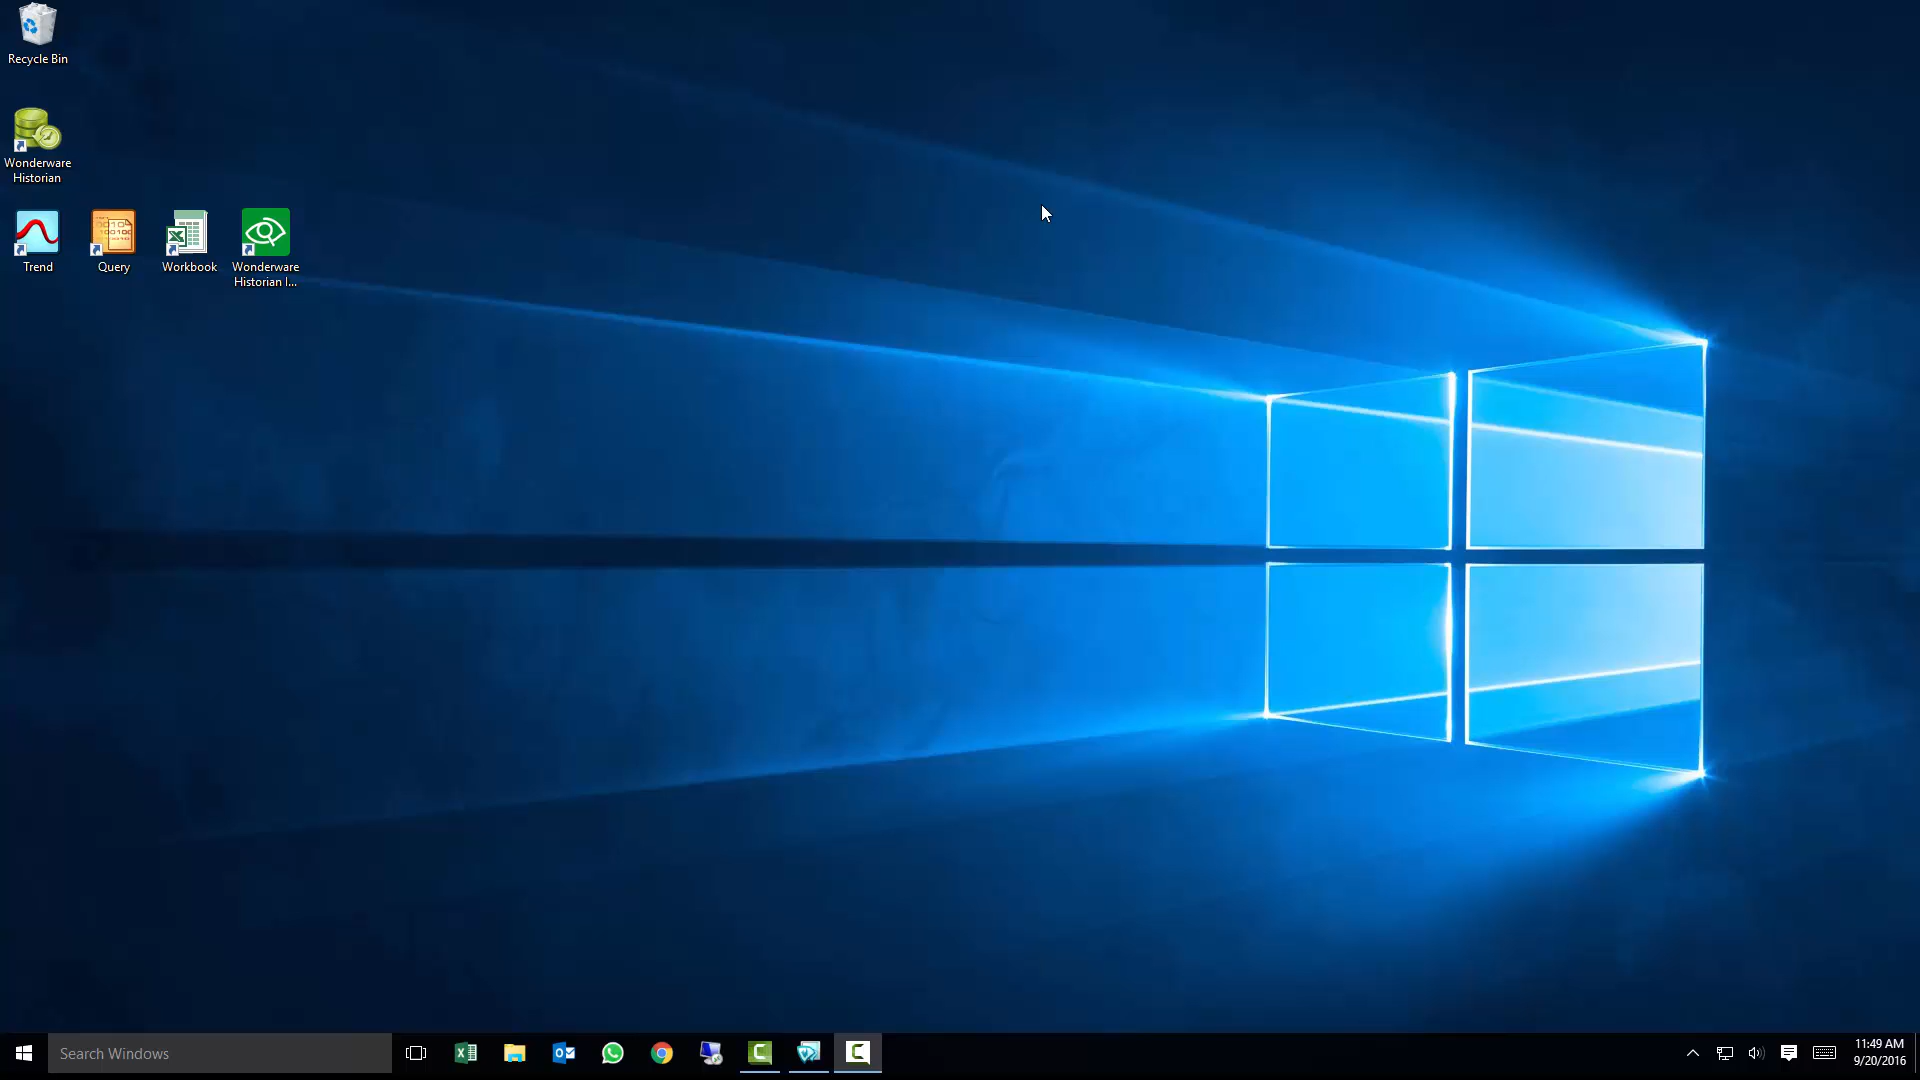 Recycle Bin
Wonderware
Historian
Trend
Query
Workbook
Wonderware
Historian I...
Search Windows
11:49 AM
9/20/2016